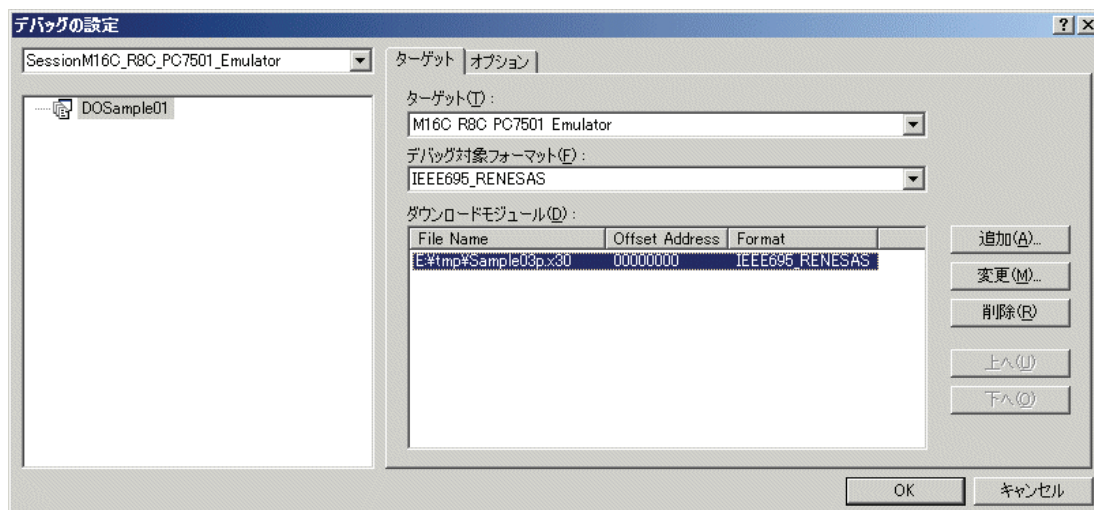 デバッグの設定
SessionM16C_R8C_PC7501_Emulator
DOSample01
ターゲット オプション
ターゲット(T):
M16C R8C PC7501 Emulator
デバッグ対象フォーマット(F):
IEEE695_RENESAS
ダウンロードモジュール(D):
File Name Offset Address Format
E:¥tmp¥Sample03p.x30 00000000 IEEE695_RENESAS
追加(A)...
変更(M)...
削除(R)
上へ(U)
下へ(O)
OK キャンセル